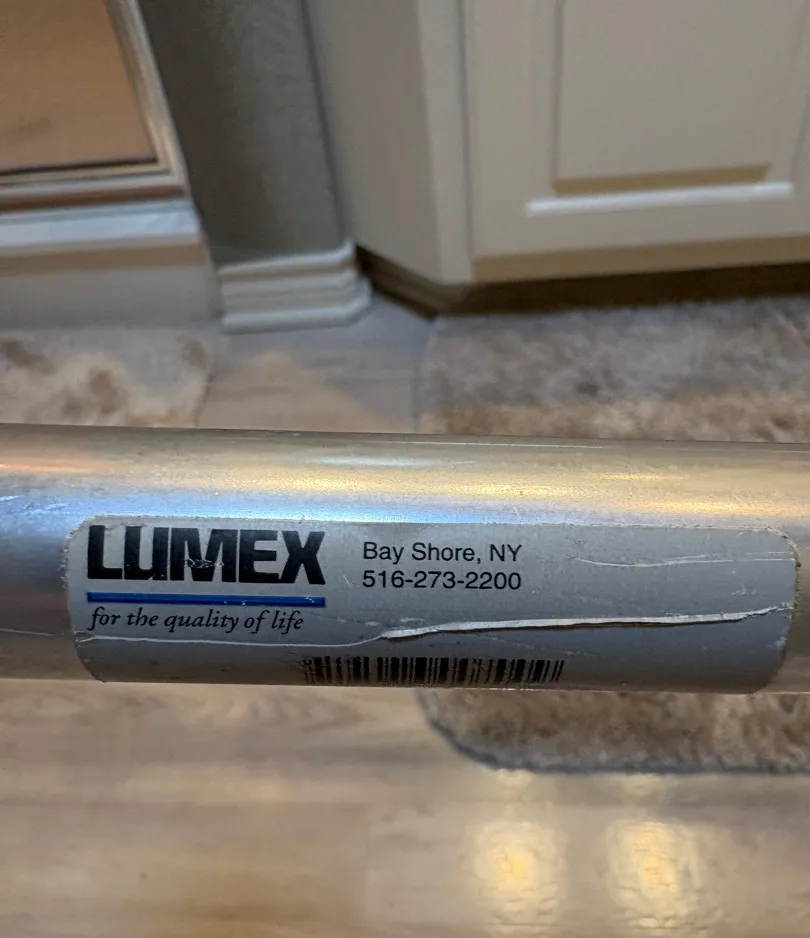 LUMEX
for the quality of life
Bay Shore, NY
516-273-2200